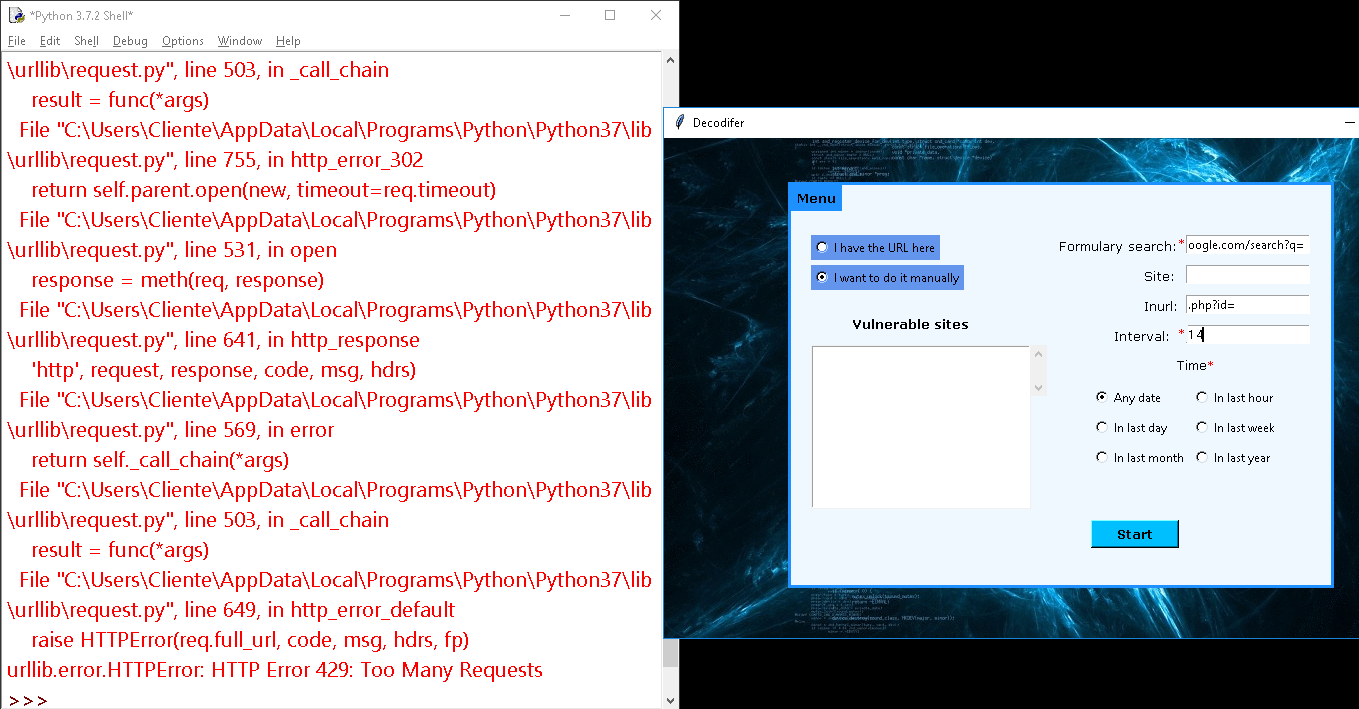 *Python 3.7.2 Shell*
File Edit Shell Debug Options Window Help
\urllib\request.py", line 503, in _call_chain
result = func(*args)
File "C:\Users\Cliente\AppData\Local\Programs\Python\Python37\lib
\urllib\request.py", line 755, in http_error_302
return self.parent.open(new, timeout=req.timeout)
File "C:\Users\Cliente\AppData\Local\Programs\Python\Python37\lib
\urllib\request.py", line 531, in open
response = meth(req, response)
File "C:\Users\Cliente\AppData\Local\Programs\Python\Python37\lib
\urllib\request.py", line 641, in http_response
'http', request, response, code, msg, hdrs)
File "C:\Users\Cliente\AppData\Local\Programs\Python\Python37\lib
\urllib\request.py", line 569, in error
return self._call_chain(*args)
File "C:\Users\Cliente\AppData\Local\Programs\Python\Python37\lib
\urllib\request.py", line 503, in _call_chain
result = func(*args)
File "C:\Users\Cliente\AppData\Local\Programs\Python\Python37\lib
\urllib\request.py", line 649, in http_error_default
raise HTTPError(req.full_url, code, msg, hdrs, fp)
urllib.error.HTTPError: HTTP Error 429: Too Many Requests
>>>
Decodifer
Menu
I have the URL here
I want to do it manually
Vulnerable sites
Formulary search:* oogle.com/search?q=
Site:
Inurl: .php?id=
Interval: * 14
Time*
Any date In last hour
In last day In last week
In last month In last year
Start